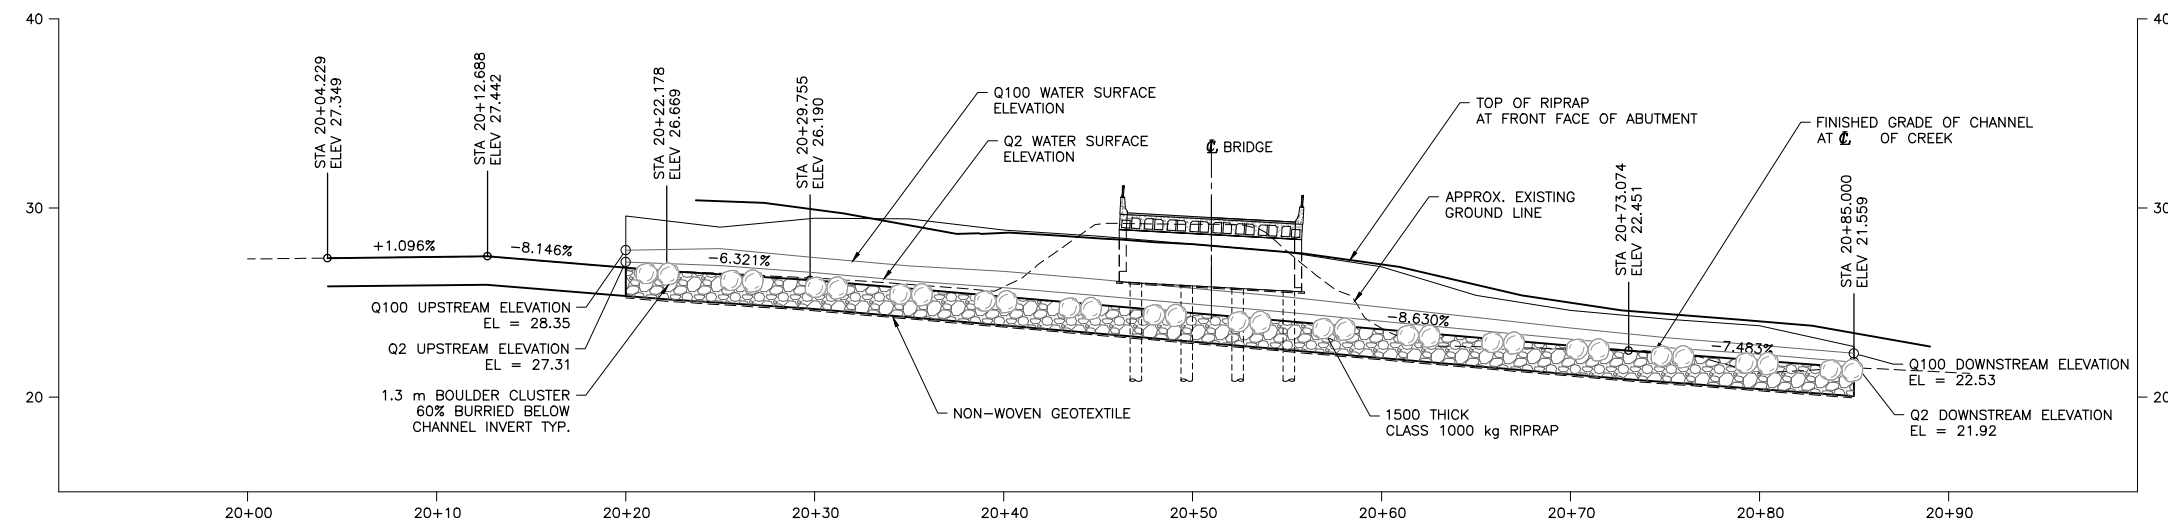 40
40
30
30
20
20
STA 20+04.229
ELEV 27.349
STA 20+12.688
ELEV 27.442
STA 20+22.178
ELEV 26.669
STA 20+29.755
ELEV 26.190
Q100 WATER SURFACE
ELEVATION
Q2 WATER SURFACE
ELEVATION
℄ BRIDGE
TOP OF RIPRAP
AT FRONT FACE OF ABUTMENT
FINISHED GRADE OF CHANNEL
AT ℄ OF CREEK
APPROX. EXISTING
GROUND LINE
STA 20+73.074
ELEV 22.451
STA 20+85.000
ELEV 21.559
+1.096%
-8.146%
-6.321%
-8.630%
-7.483%
Q100 UPSTREAM ELEVATION
EL = 28.35
Q2 UPSTREAM ELEVATION
EL = 27.31
1.3 m BOULDER CLUSTER
60% BURRIED BELOW
CHANNEL INVERT TYP.
NON-WOVEN GEOTEXTILE
1500 THICK
CLASS 1000 kg RIPRAP
Q100 DOWNSTREAM ELEVATION
EL = 22.53
Q2 DOWNSTREAM ELEVATION
EL = 21.92
20+00
20+10
20+20
20+30
20+40
20+50
20+60
20+70
20+80
20+90